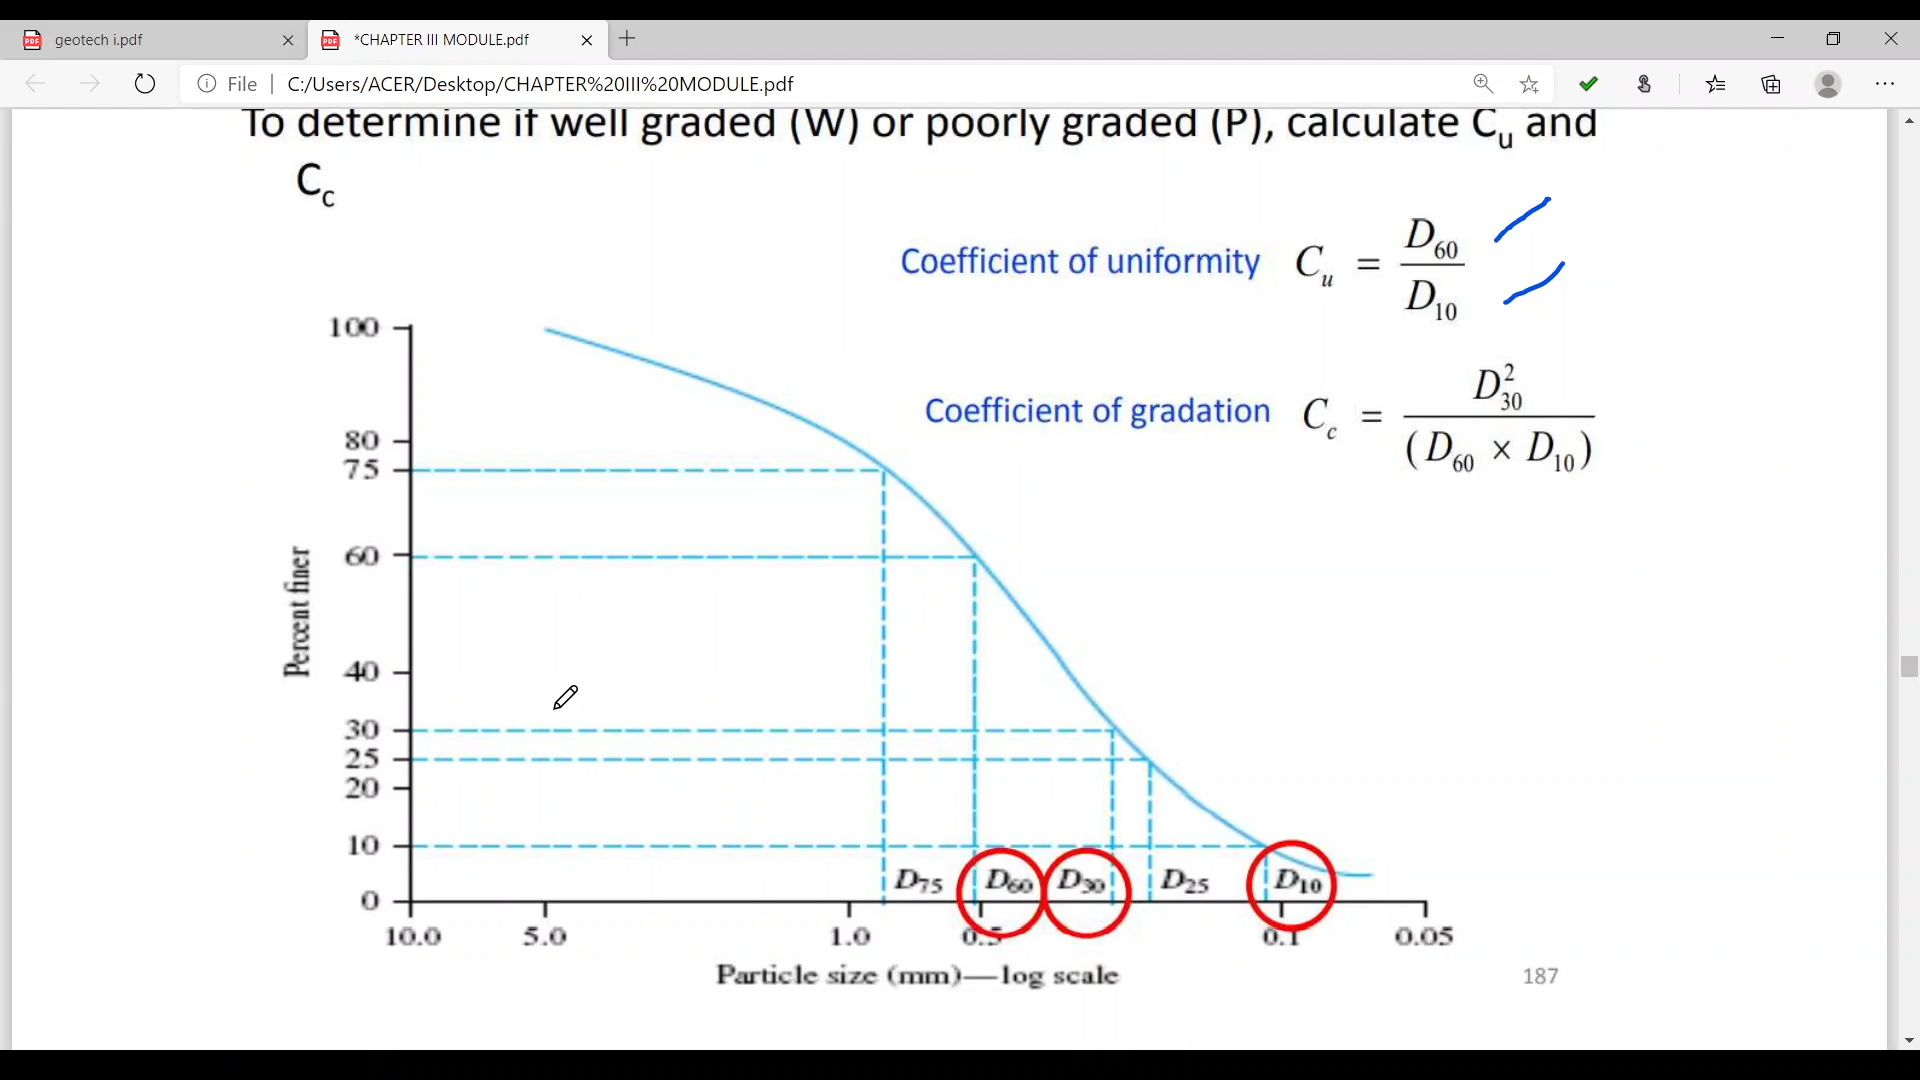 geotech i.pdf
*CHAPTER III MODULE.pdf
File
C:/Users/ACER/Desktop/CHAPTER%20III%20MODULE.pdf
To determine if well graded (W) or poorly graded (P), calculate Cu and
Cc
Coefficient of uniformity Cu = D60 / D10
Coefficient of gradation Cc = D30² / (D60 × D10)
100
80
75
60
40
30
25
20
10
0
Percent finer
D75 D60 D30 D25 D10
10.0 5.0 1.0 0.5 0.1 0.05
Particle size (mm)—log scale
187